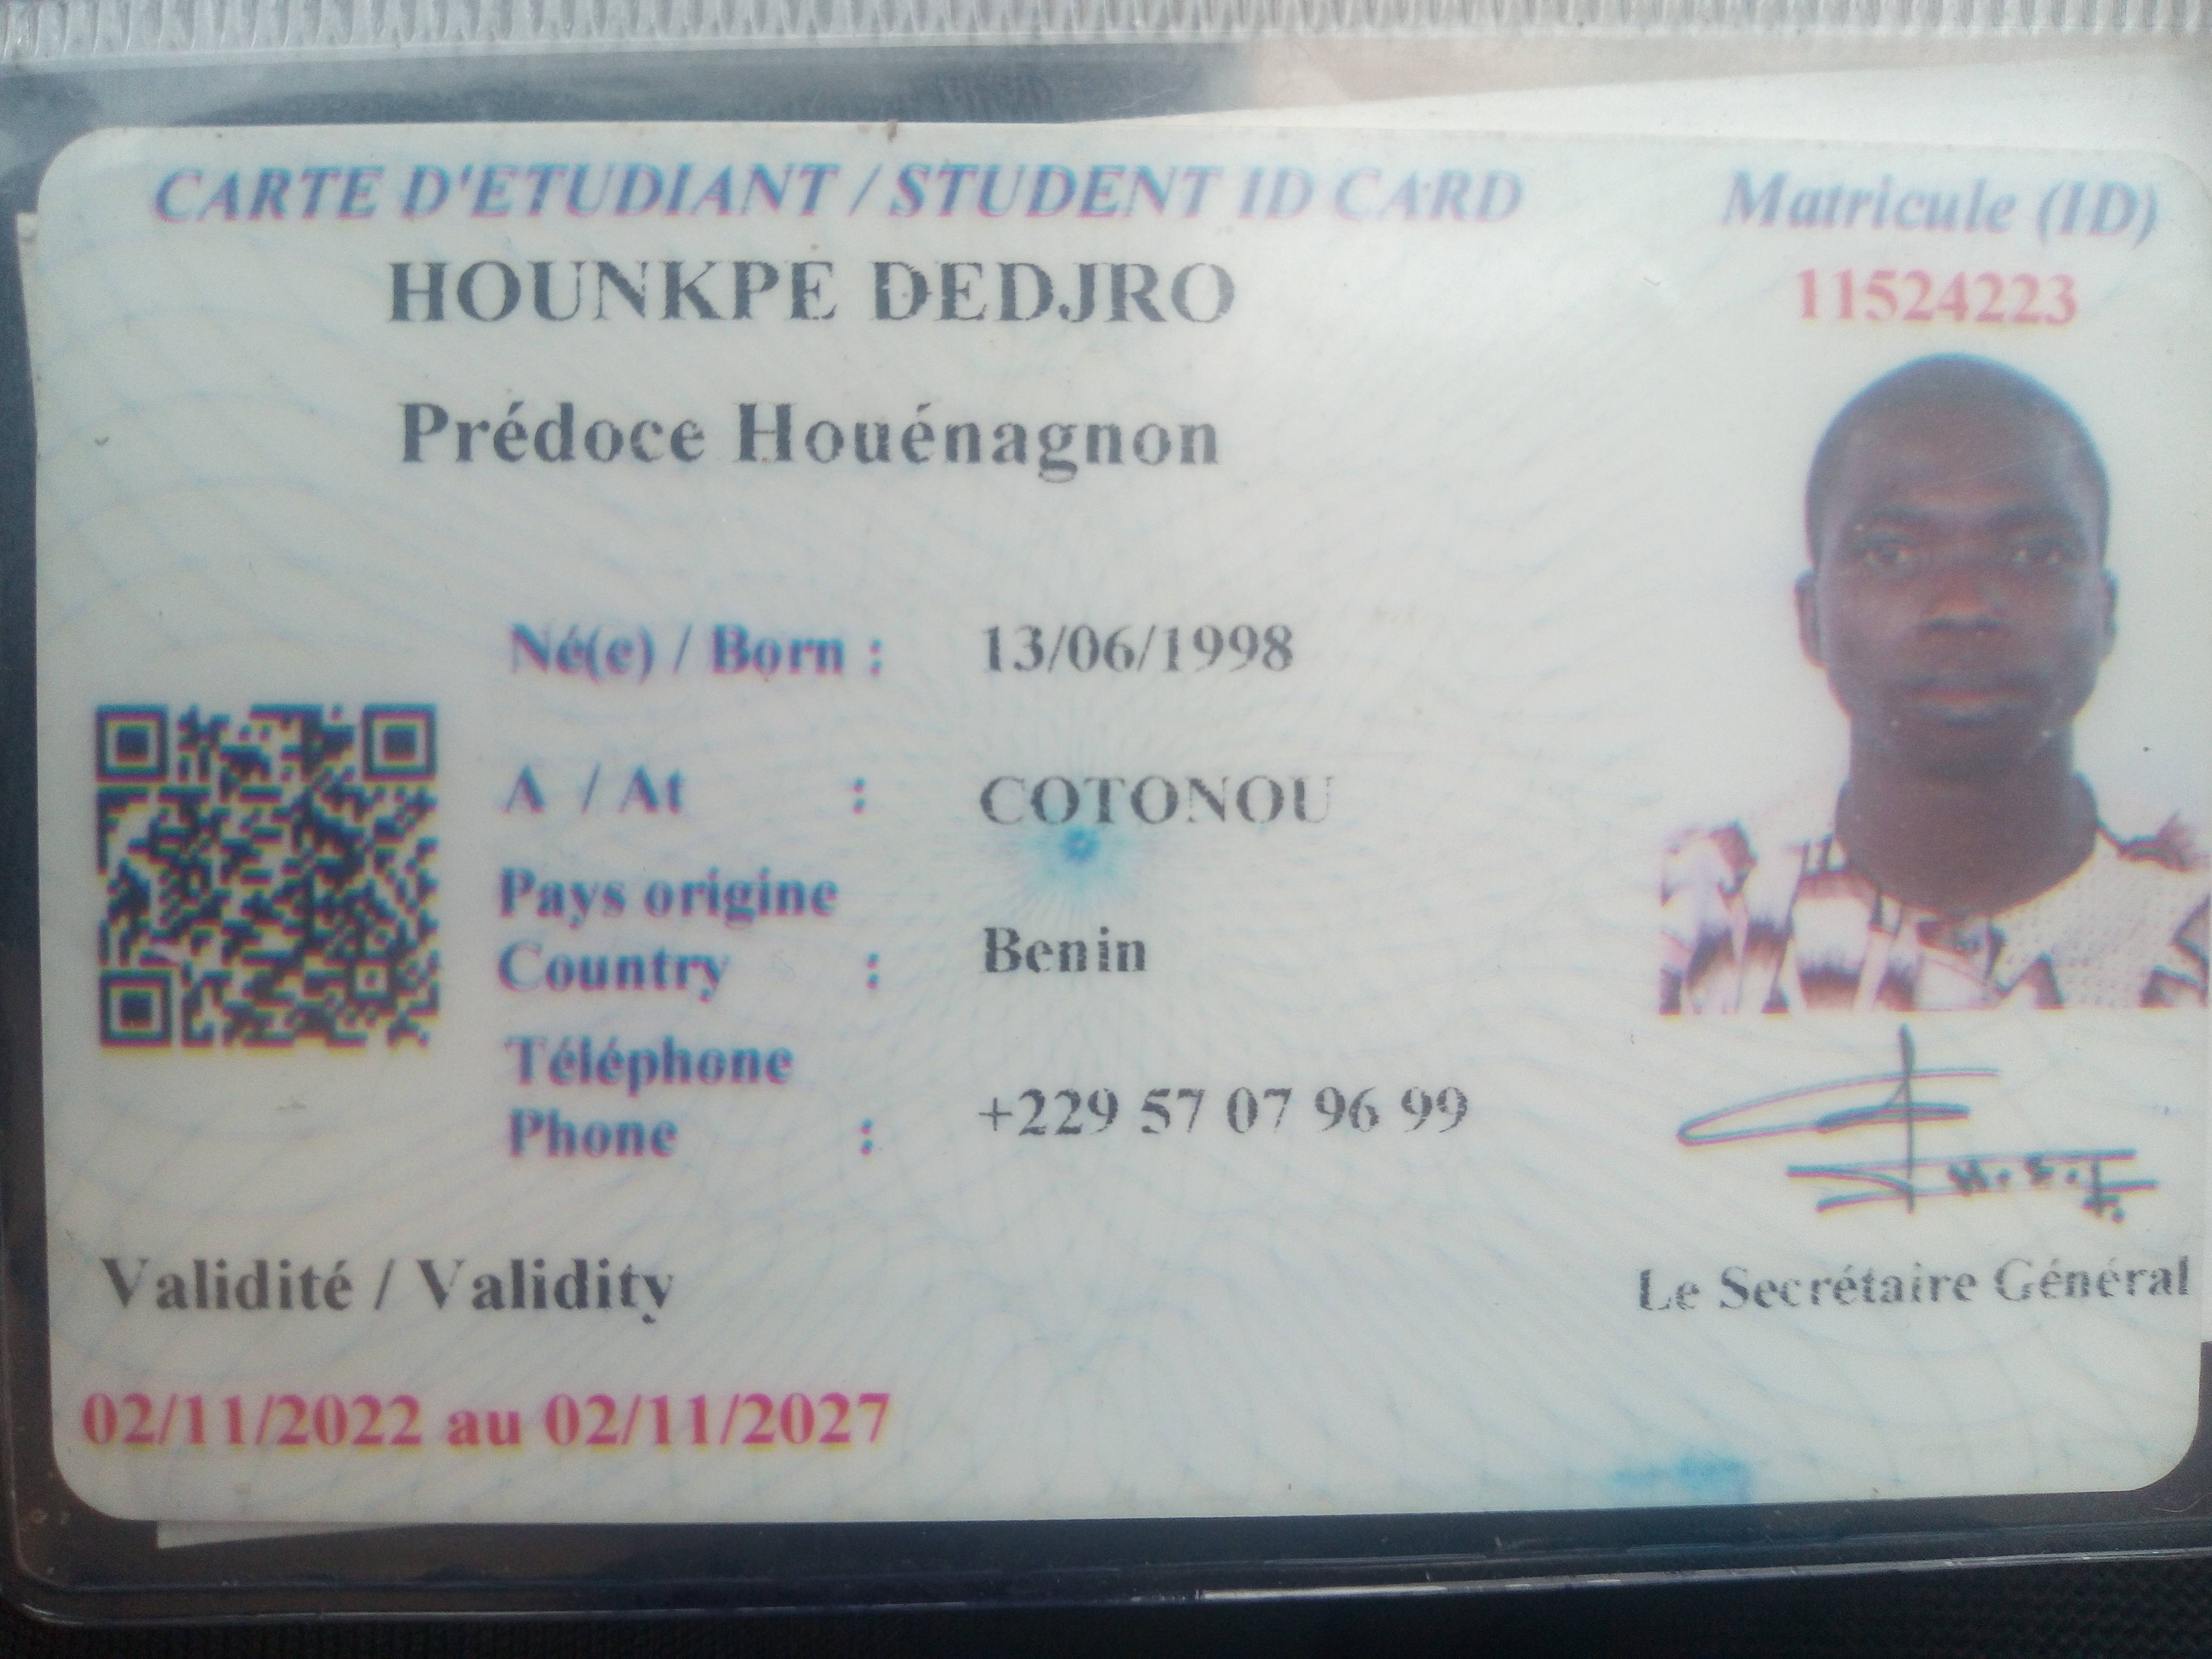 CARTE D'ETUDIANT / STUDENT ID CARD
Matricule (ID)
HOUNKPE DEDJRO
11524223
Prédoce Houénagnon
Né(e) / Born : 13/06/1998
A / At : COTONOU
Pays origine
Country : Benin
Téléphone
Phone : +229 57 07 96 99
Validité / Validity
Le Secrétaire Général
02/11/2022 au 02/11/2027